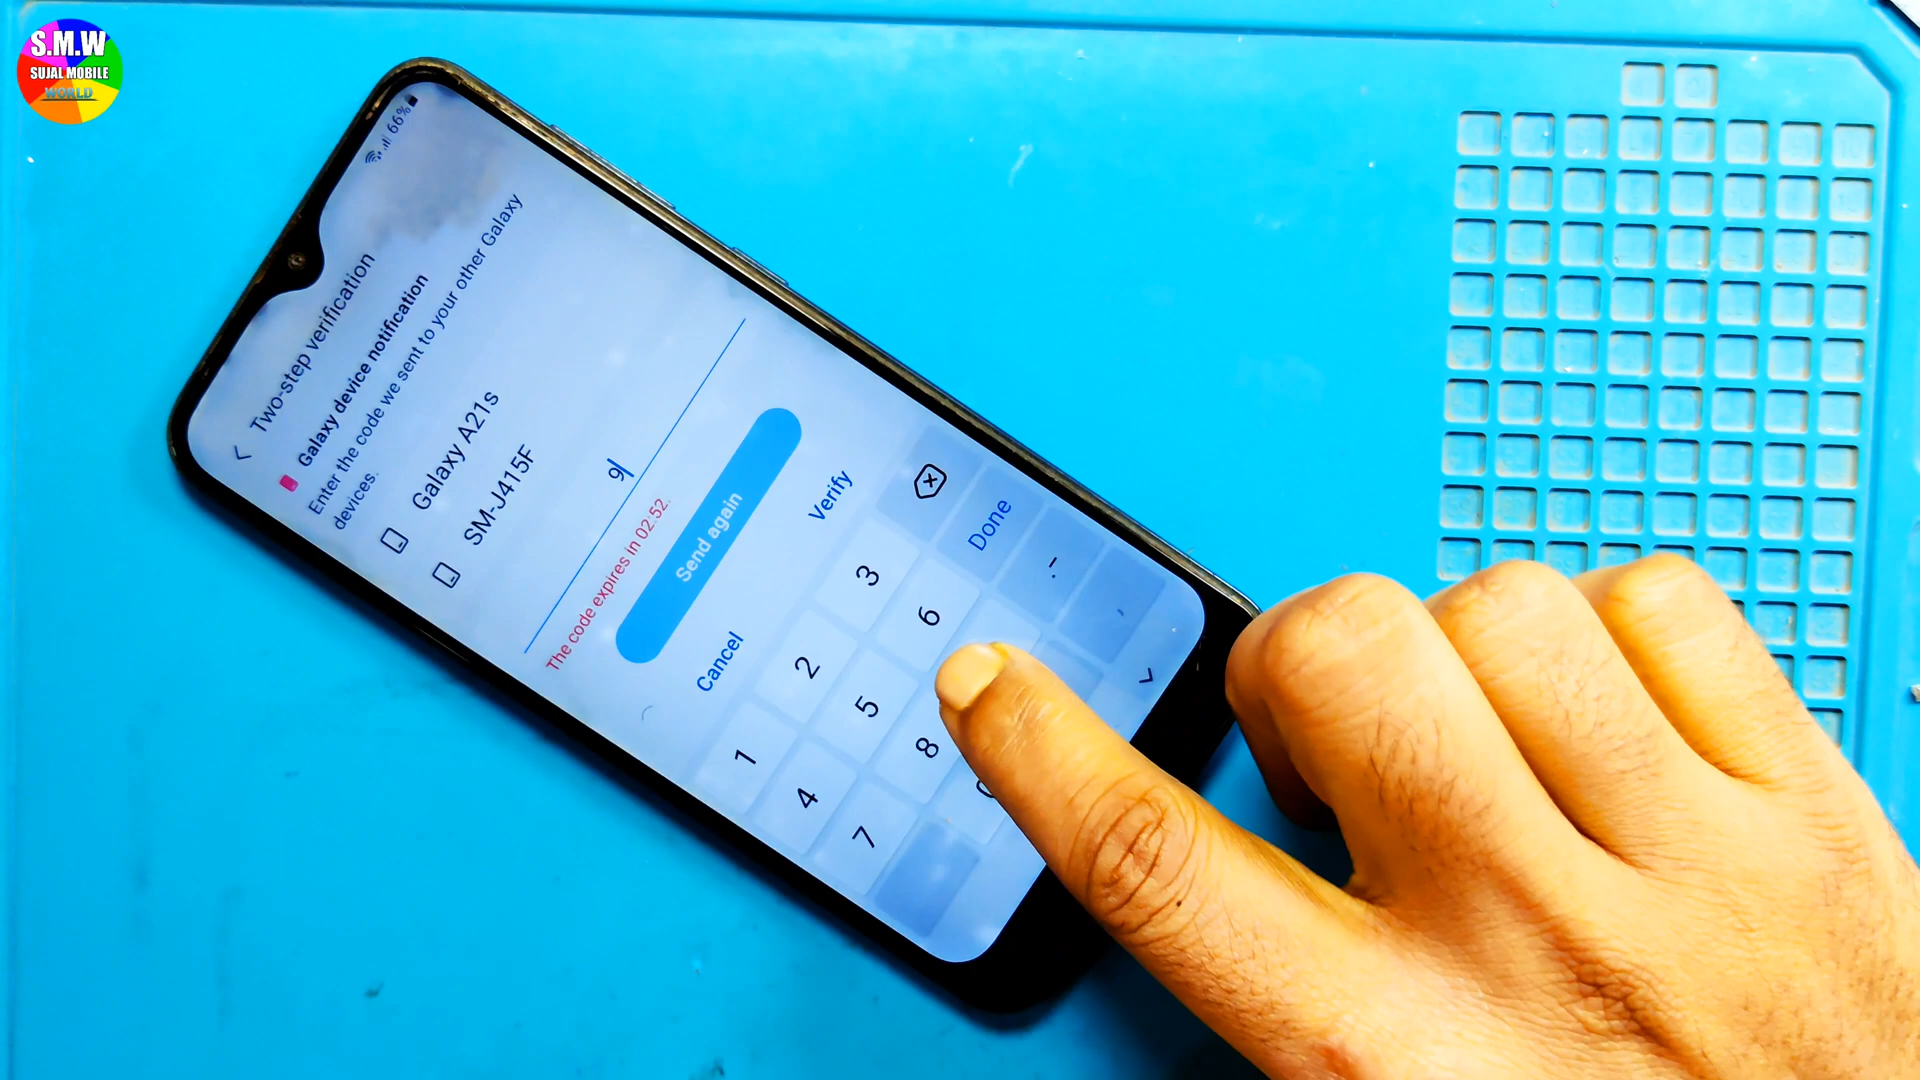 S.M.W
SUJAL MOBILE
WORLD
66%
Two-step verification
Galaxy device notification
Enter the code we sent to your other Galaxy
devices.
Galaxy A21s
SM-J415F
9
The code expires in 02:52.
Send again
Cancel
Verify
1 2 3
4 5 6 Done
7 8 .-
,